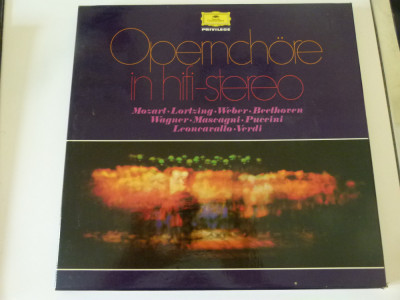 PRIVILEGE
Opernchöre
in hifi-stereo
Mozart·Lortzing·Weber·Beethoven
Wagner·Mascagni·Puccini
Leoncavallo·Verdi